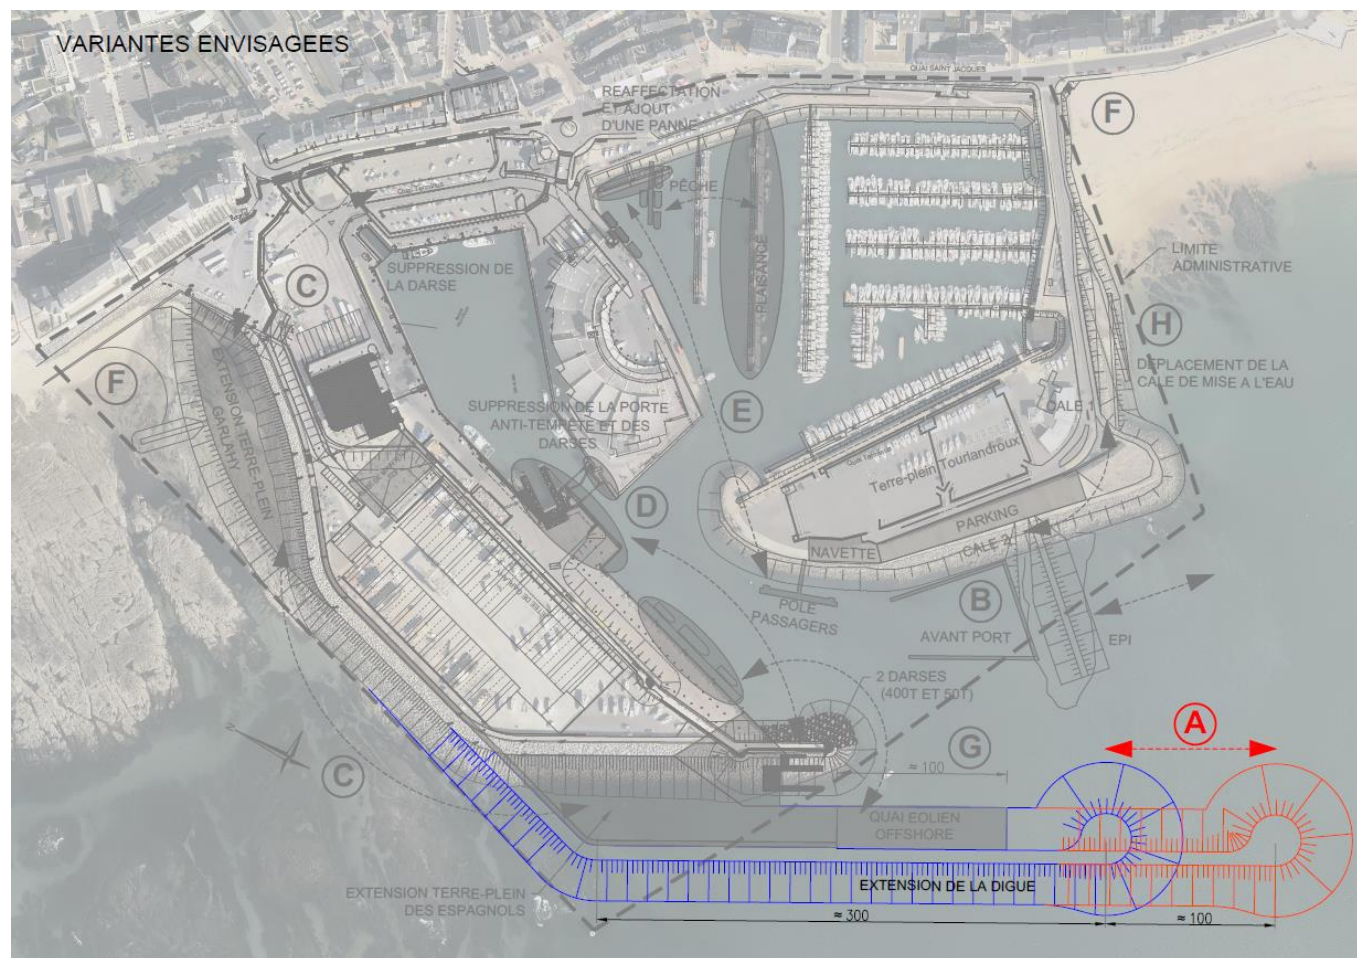 VARIANTES ENVISAGEES
QUAI SAINT JACQUES
REAFFECTATION
ET AJOUT
D'UNE PANNE
F
PÊCHE
PLAISANCE
LIMITE
ADMINISTRATIVE
SUPPRESSION DE
LA DARSE
C
H
DEPLACEMENT DE LA
CALE DE MISE A L'EAU
F
EXTENSION TERRE-PLEIN
GARLAHY
SUPPRESSION DE LA PORTE
ANTI-TEMPÊTE ET DES
DARSES
E
CALE 1
Terre-plein Tourlandroux
D
PARKING
NAVETTE
CALE 2
POLE
PASSAGERS
B
AVANT PORT
EPI
2 DARSES
(400T ET 50T)
A
G
≈ 100
C
QUAI EOLIEN
OFFSHORE
EXTENSION TERRE-PLEIN
DES ESPAGNOLS
EXTENSION DE LA DIGUE
≈ 300
≈ 100